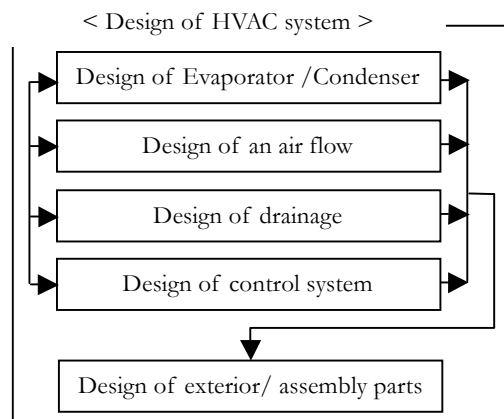 < Design of HVAC system >
Design of Evaporator /Condenser
Design of an air flow
Design of drainage
Design of control system
Design of exterior/ assembly parts